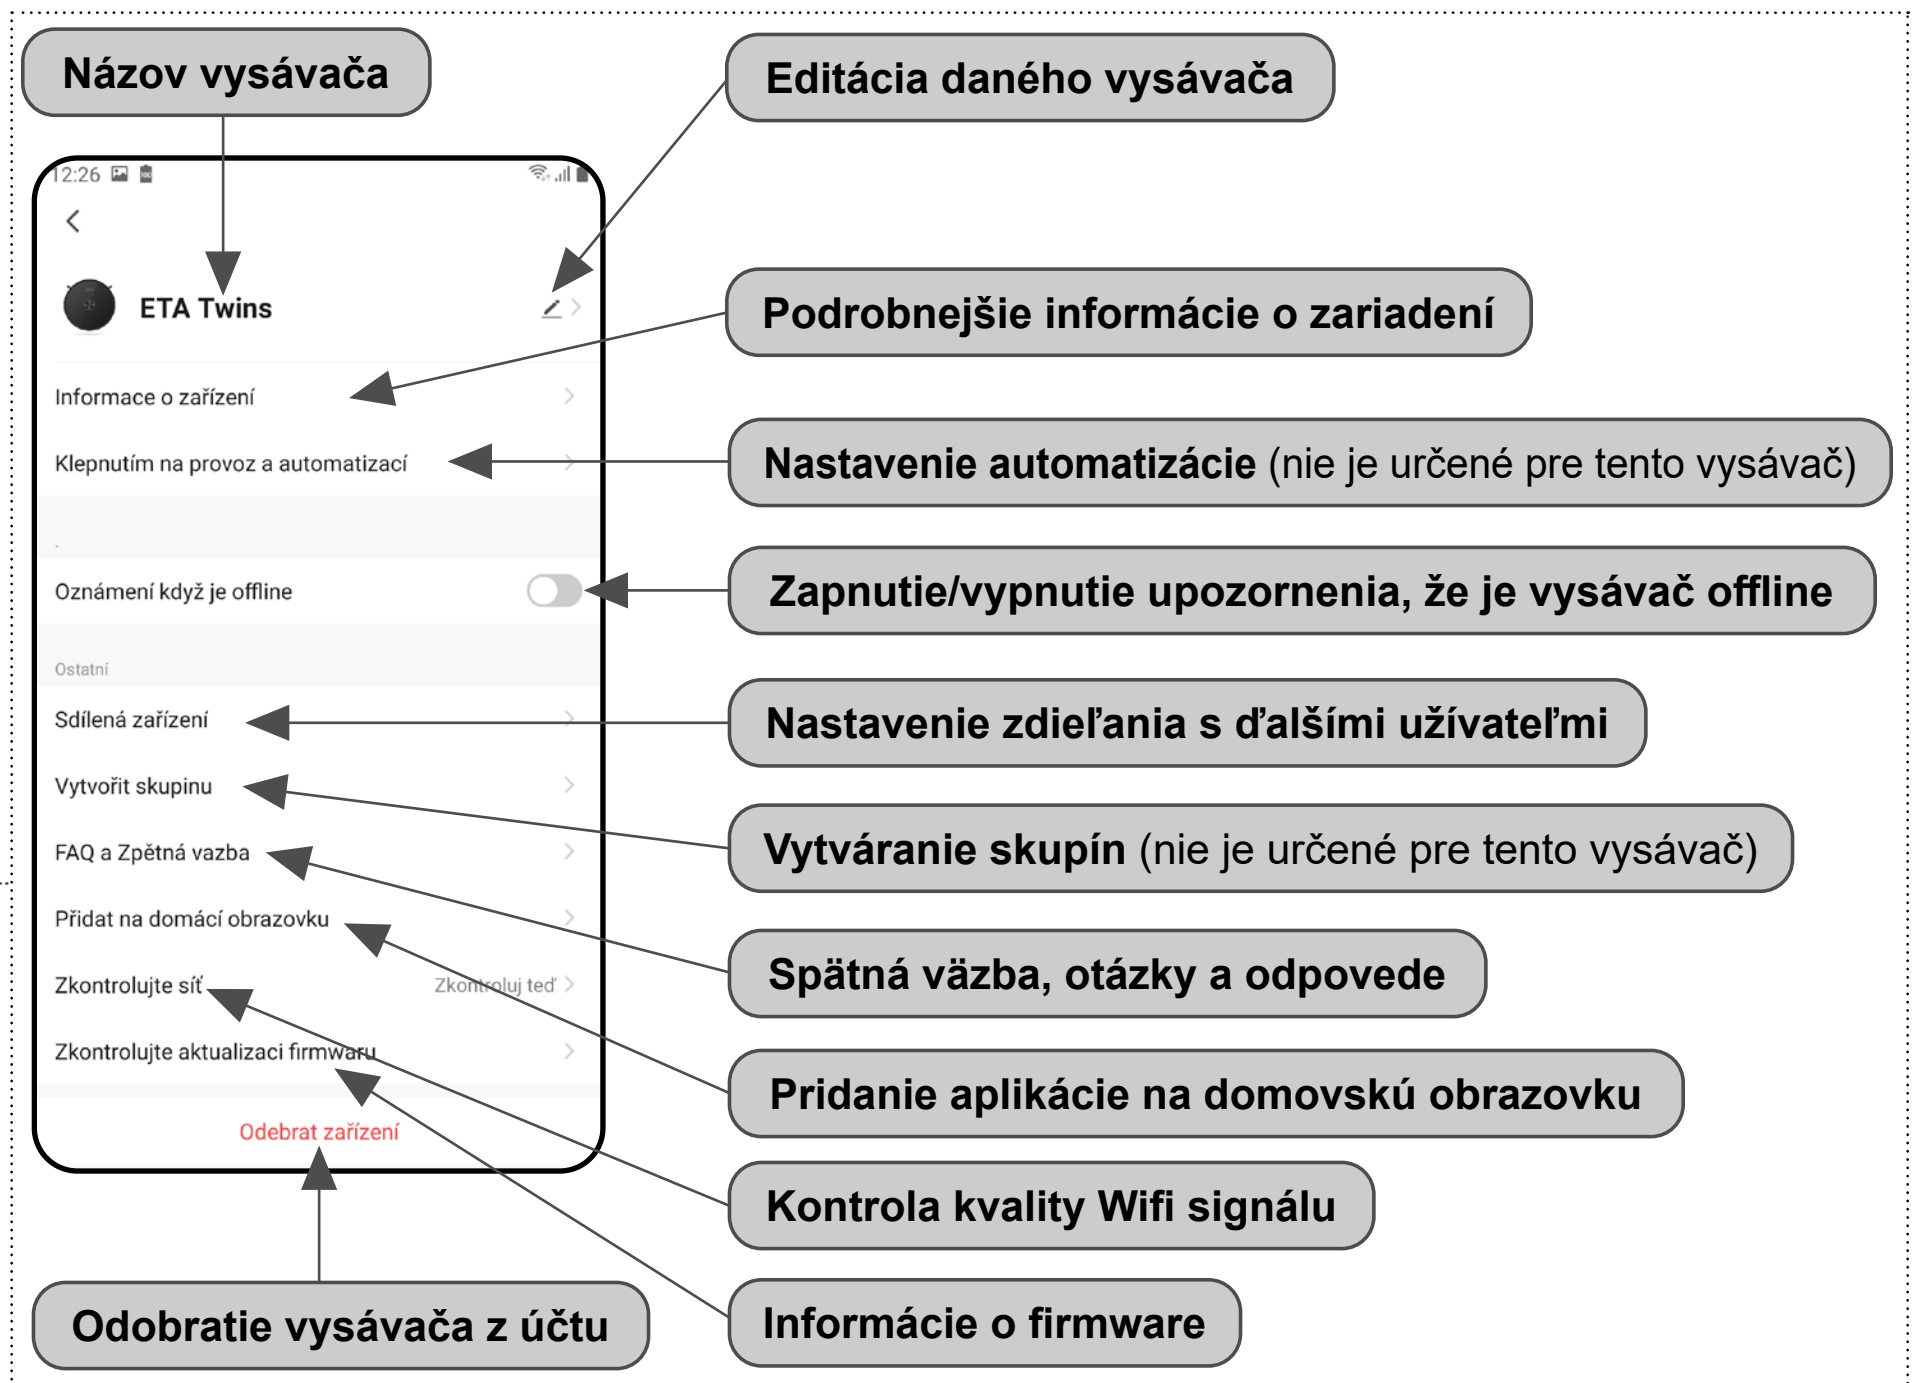 Názov vysávača
Editácia daného vysávača
12:26
ETA Twins
Podrobnejšie informácie o zariadení
Informace o zařízení
Klepnutím na provoz a automatizací
Nastavenie automatizácie (nie je určené pre tento vysávač)
.
Oznámení když je offline
Zapnutie/vypnutie upozornenia, že je vysávač offline
Ostatní
Sdílená zařízení
Nastavenie zdieľania s ďalšími užívateľmi
Vytvořit skupinu
Vytváranie skupín (nie je určené pre tento vysávač)
FAQ a Zpětná vazba
Přidat na domácí obrazovku
Spätná väzba, otázky a odpovede
Zkontrolujte síť
Zkontroluj teď
Zkontrolujte aktualizaci firmwaru
Pridanie aplikácie na domovskú obrazovku
Odebrat zařízení
Kontrola kvality Wifi signálu
Odobratie vysávača z účtu
Informácie o firmware